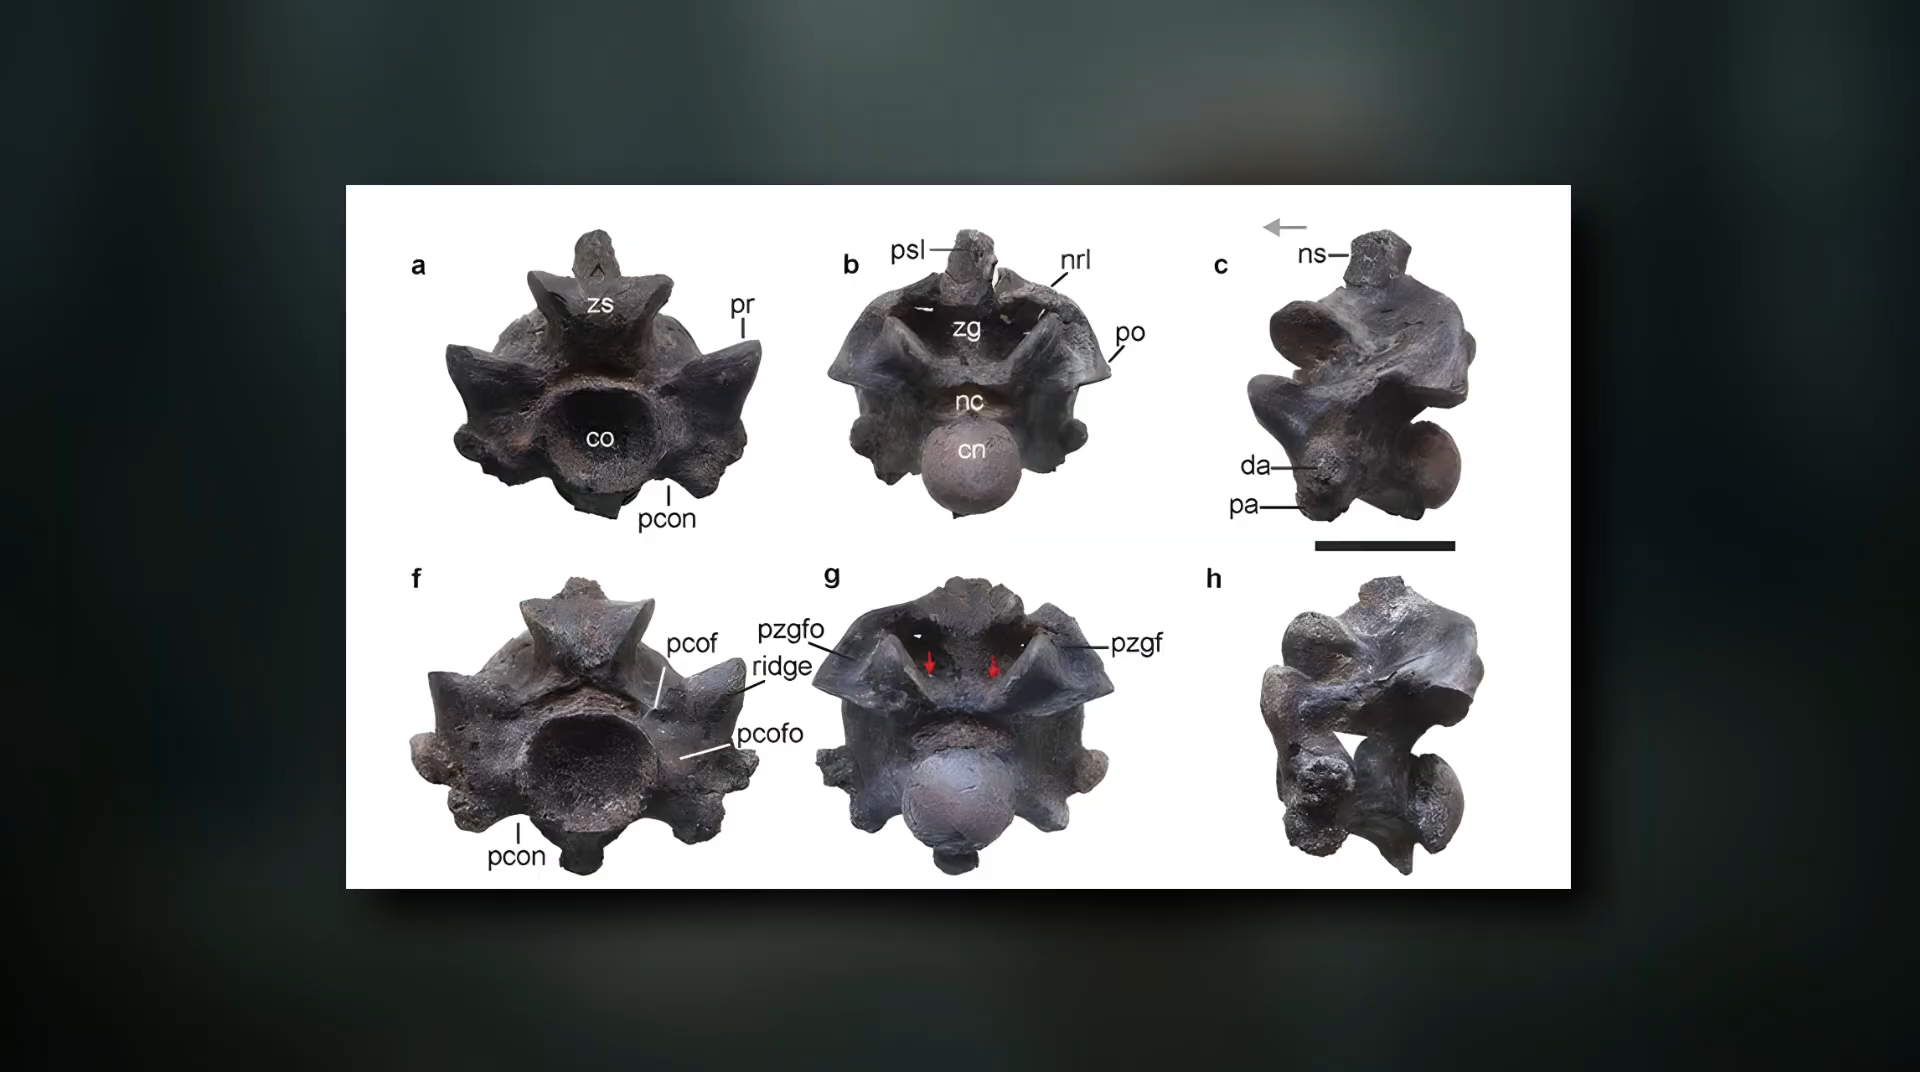 a
zs
pr
co
pcon
b
psl
nrl
zg
po
nc
cn
c
ns
da
pa
f
pcof
ridge
pcofo
pcon
g
pzgfo
pzgf
h